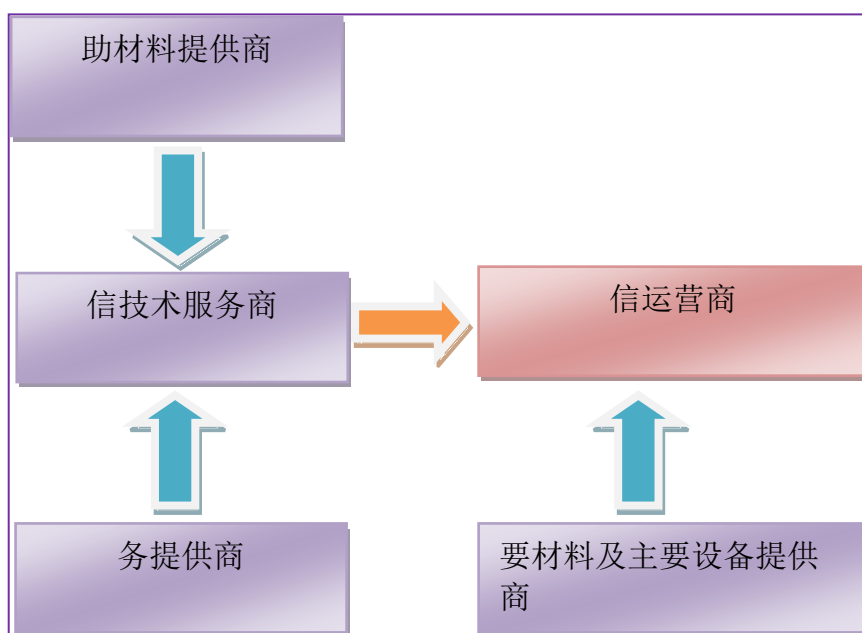 助材料提供商
信技术服务商
信运营商
务提供商
要材料及主要设备提供
商